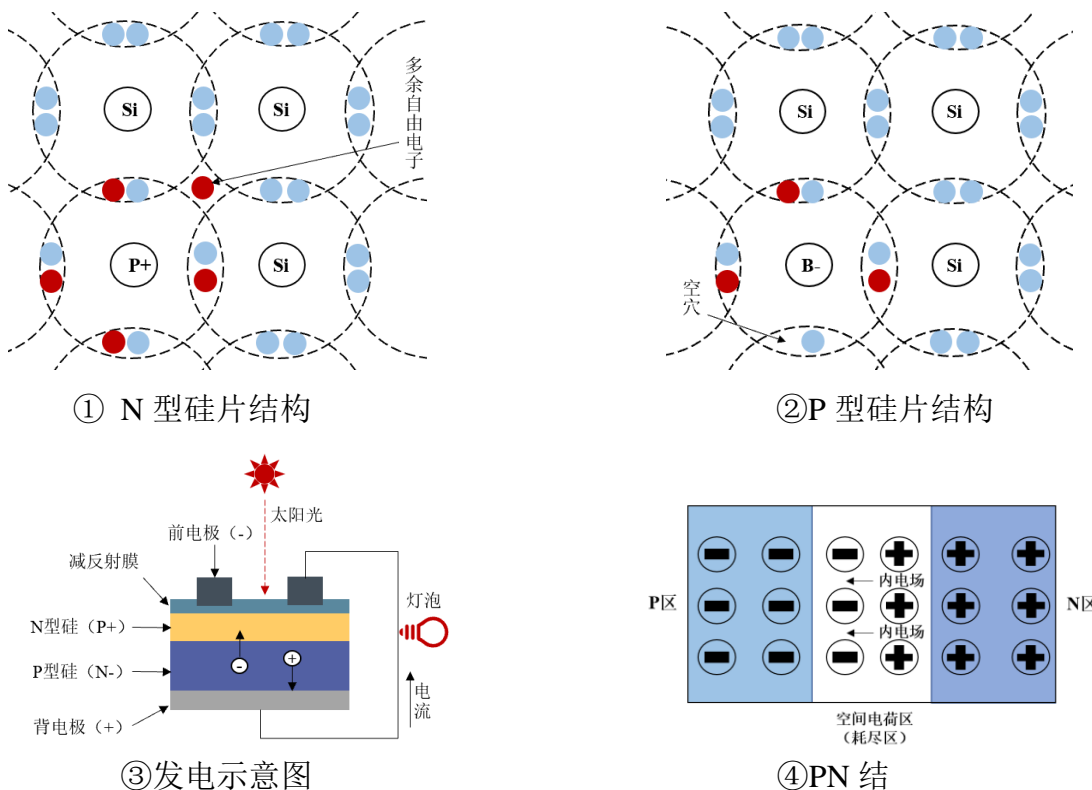 Si
Si
多余自由电子
P+
Si
① N 型硅片结构
Si
Si
B-
Si
空穴
②P 型硅片结构
太阳光
前电极（-）
减反射膜
N型硅（P+）
P型硅（N-）
背电极（+）
灯泡
电流
-
+
③发电示意图
P区
内电场
内电场
N区
空间电荷区
（耗尽区）
④PN 结